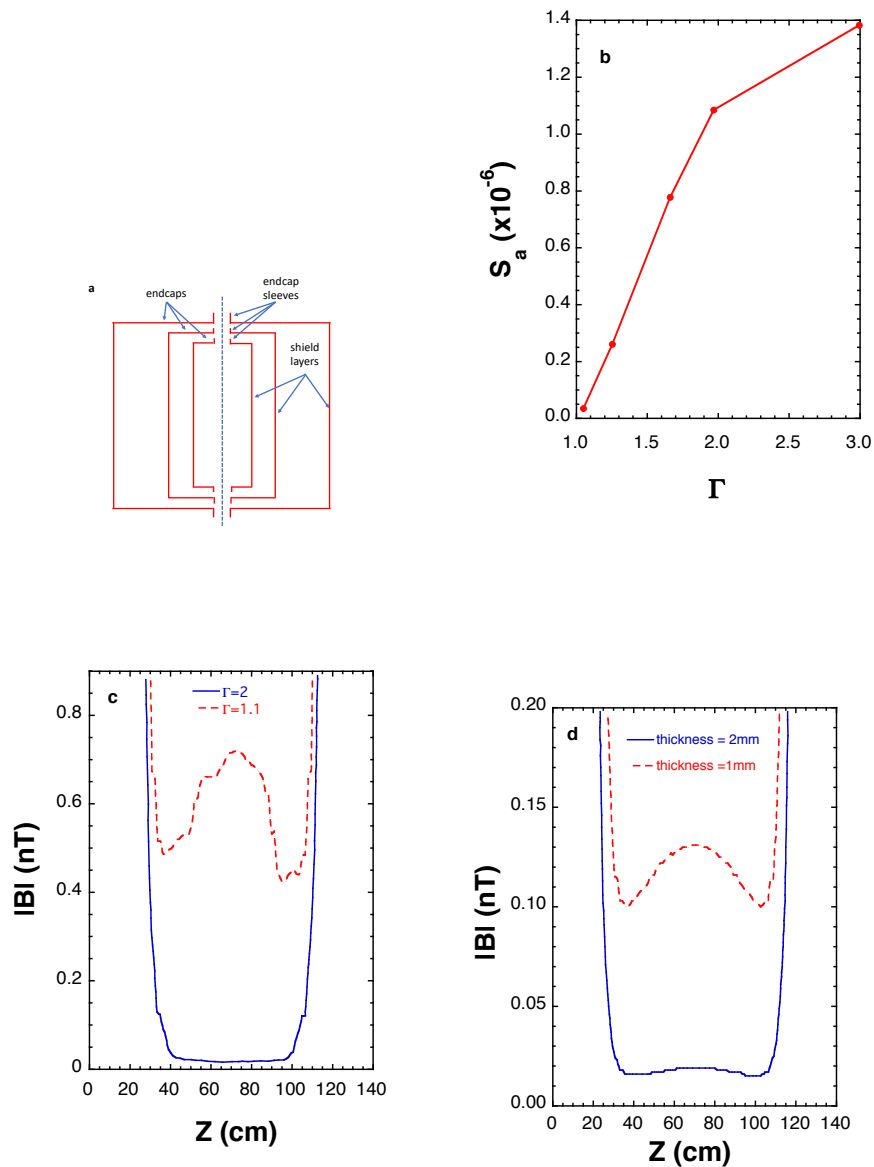 a
endcaps
endcap
sleeves
shield
layers
b
1.4
1.2
1.0
0.8
0.6
0.4
0.2
0.0
S_a (x10^-6)
1.0 1.5 2.0 2.5 3.0
Γ
c
Γ=2
Γ=1.1
0.8
0.6
0.4
0.2
0
|B| (nT)
0 20 40 60 80 100 120 140
Z (cm)
d
thickness = 2mm
thickness =1mm
0.20
0.15
0.10
0.05
0.00
|B| (nT)
0 20 40 60 80 100 120 140
Z (cm)